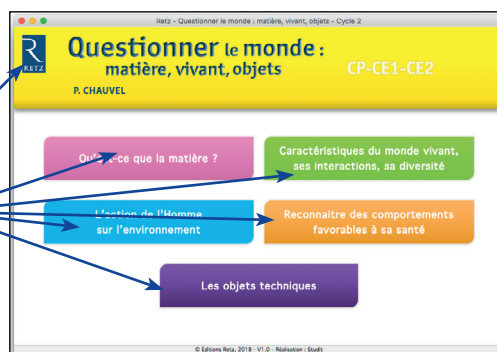 Retz - Questionner le monde : matière, vivant, objets - Cycle 2
RETZ
Questionner le monde :
matière, vivant, objets
CP-CE1-CE2
P. CHAUVEL
Qu'est-ce que la matière ?
Caractéristiques du monde vivant,
ses interactions, sa diversité
L'action de l'Homme
sur l'environnement
Reconnaitre des comportements
favorables à sa santé
Les objets techniques
© Éditions Retz, 2018 - V1.0 - Réalisation : Studit